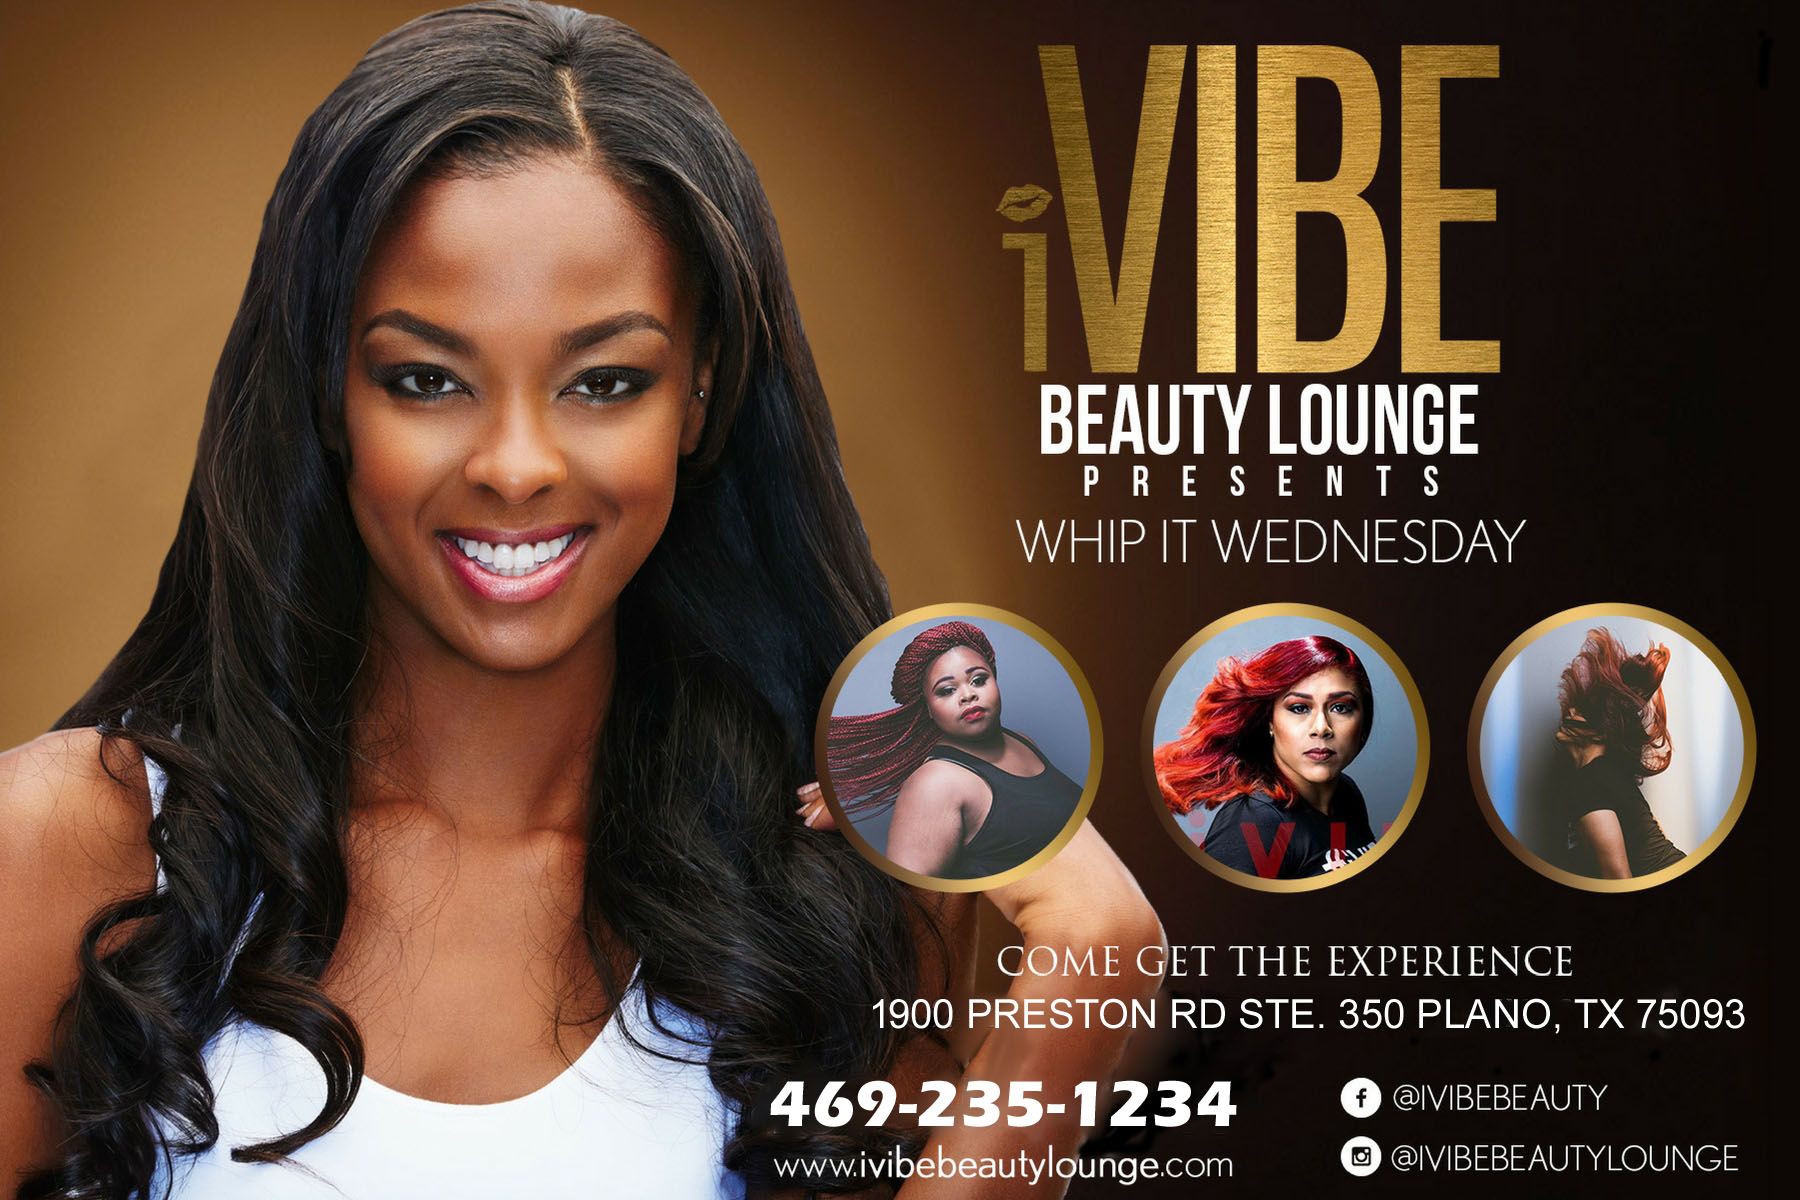 iVIBE
BEAUTY LOUNGE
PRESENTS
WHIP IT WEDNESDAY
COME GET THE EXPERIENCE
1900 PRESTON RD STE. 350 PLANO, TX 75093
469-235-1234
www.ivibebeautylounge.com
@IVIBEBEAUTY
@IVIBEBEAUTYLOUNGE